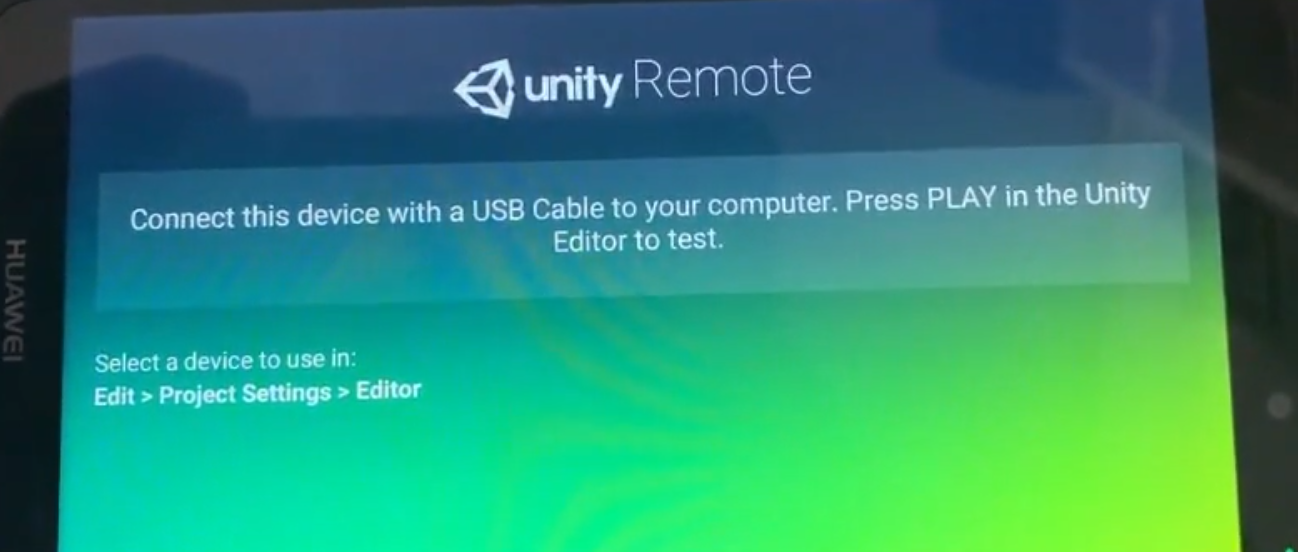 unity Remote
Connect this device with a USB Cable to your computer. Press PLAY in the Unity
Editor to test.
Select a device to use in:
Edit > Project Settings > Editor
HUAWEI